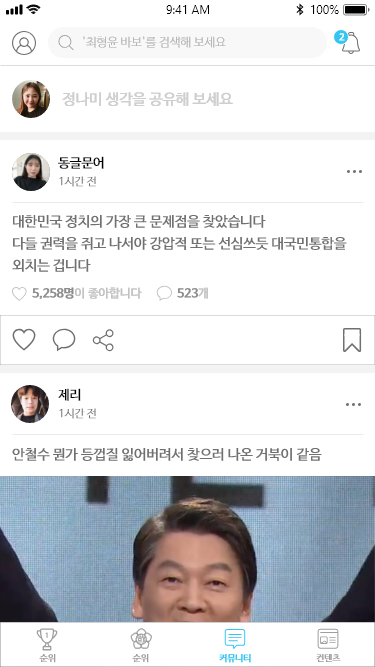 9:41 AM
100%
'최형윤 바보'를 검색해 보세요
2
정나미 생각을 공유해 보세요
동글문어
1시간 전
대한민국 정치의 가장 큰 문제점을 찾았습니다
다들 권력을 쥐고 나서야 강압적 또는 선심쓰듯 대국민통합을
외치는 겁니다
5,258명이 좋아합니다
523개
제리
1시간 전
안철수 뭔가 등껍질 잃어버려서 찾으러 나온 거북이 같음
1
순위
순위
커뮤니티
컨텐츠